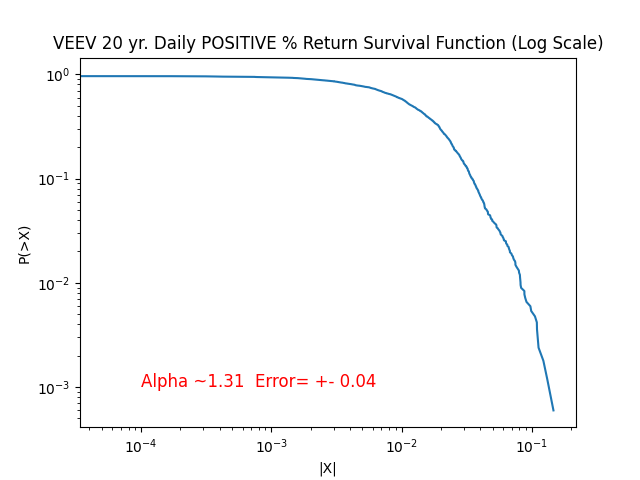 VEEV 20 yr. Daily POSITIVE % Return Survival Function (Log Scale)
10⁰
10⁻¹
10⁻²
10⁻³
P(>X)
Alpha ~1.31  Error= +- 0.04
10⁻⁴
10⁻³
10⁻²
10⁻¹
|X|